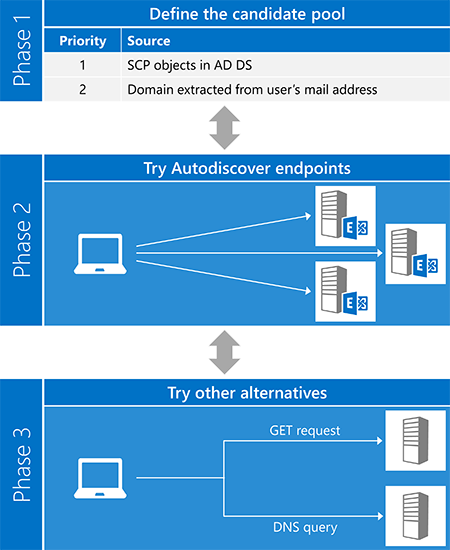 Phase 1
Define the candidate pool
Priority Source
1 SCP objects in AD DS
2 Domain extracted from user's mail address
Phase 2
Try Autodiscover endpoints
E
E
E
Phase 3
Try other alternatives
GET request
DNS query